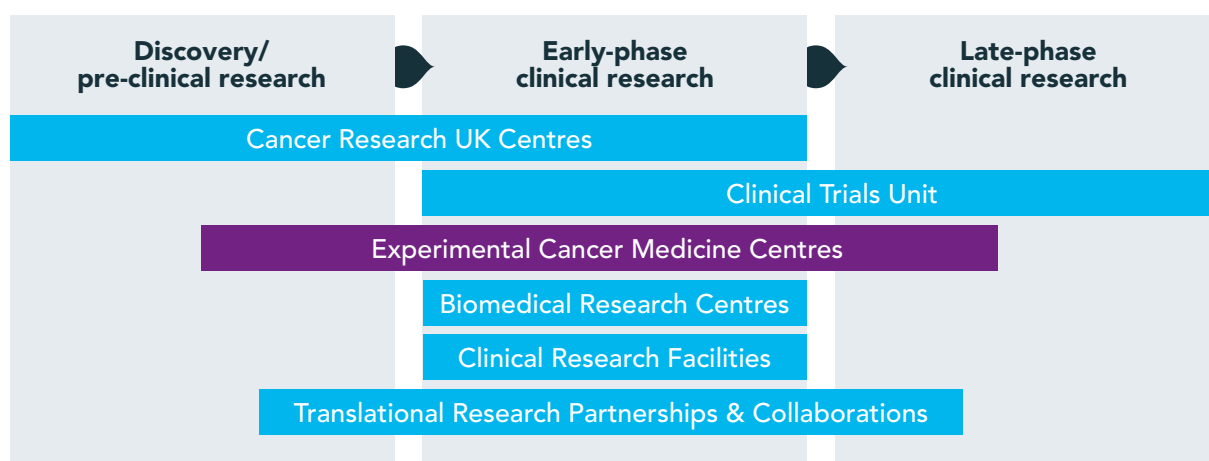 Discovery/
pre-clinical research
Early-phase
clinical research
Late-phase
clinical research
Cancer Research UK Centres
Clinical Trials Unit
Experimental Cancer Medicine Centres
Biomedical Research Centres
Clinical Research Facilities
Translational Research Partnerships & Collaborations